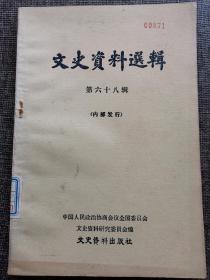 00871
文史資料選輯
第六十八辑
(内部发行)
中国人民政治协商会议全国委员会
文史资料研究委员会编
文史资料出版社